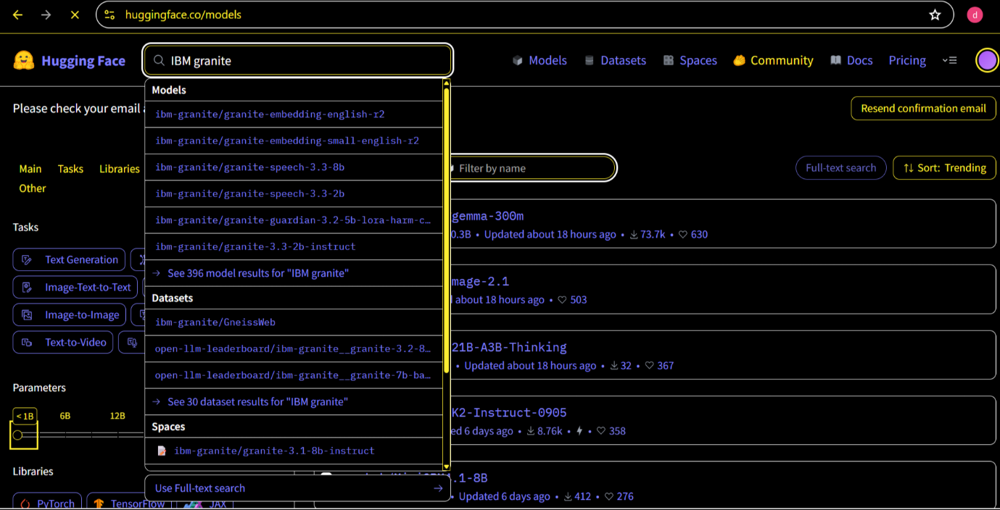 huggingface.co/models
d
Hugging Face
IBM granite
Models
Datasets
Spaces
Community
Docs
Pricing
Please check your email
Resend confirmation email
Models
ibm-granite/granite-embedding-english-r2
ibm-granite/granite-embedding-small-english-r2
ibm-granite/granite-speech-3.3-8b
ibm-granite/granite-speech-3.3-2b
ibm-granite/granite-guardian-3.2-5b-lora-harm-c…
ibm-granite/granite-3.3-2b-instruct
→ See 396 model results for "IBM granite"
Datasets
ibm-granite/GneissWeb
open-llm-leaderboard/ibm-granite__granite-3.2-8…
open-llm-leaderboard/ibm-granite__granite-7b-ba…
→ See 30 dataset results for "IBM granite"
Spaces
ibm-granite/granite-3.1-8b-instruct
Use Full-text search →
Main Tasks Libraries
Other
Tasks
Text Generation
Image-Text-to-Text
Image-to-Image
Text-to-Video
Parameters
<1B 6B 12B
Libraries
PyTorch TensorFlow JAX
Filter by name
Full-text search
Sort: Trending
gemma-300m
0.3B • Updated about 18 hours ago • 73.7k • 630
mage-2.1
about 18 hours ago • 503
21B-A3B-Thinking
• Updated about 18 hours ago • 32 • 367
K2-Instruct-0905
ed 6 days ago • 8.76k • 358
.1-8B
• Updated 6 days ago • 412 • 276